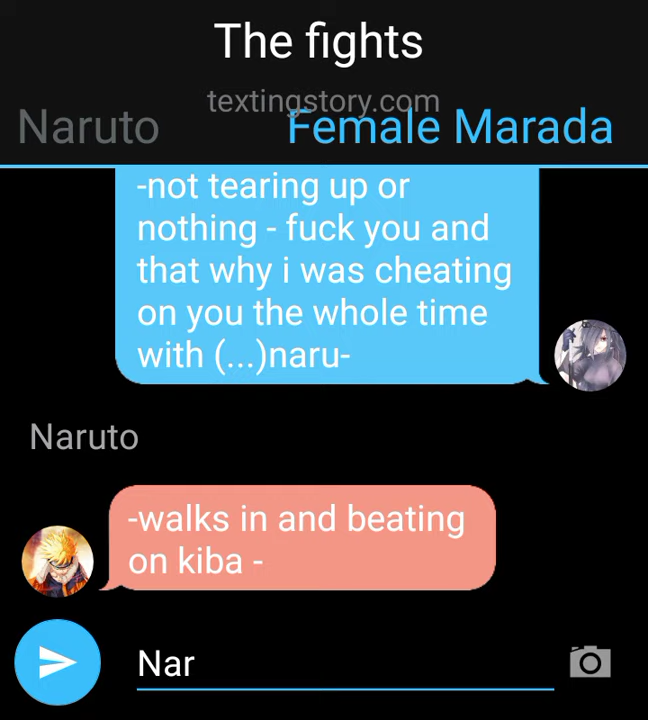 The fights
textingstory.com
Naruto Female Marada
-not tearing up or
nothing - fuck you and
that why i was cheating
on you the whole time
with (...)naru-
Naruto
-walks in and beating
on kiba -
Nar